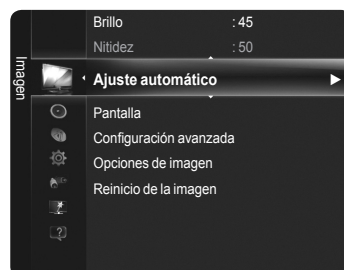 Imagen
Brillo : 45
Nitidez : 50
Ajuste automático
Pantalla
Configuración avanzada
Opciones de imagen
Reinicio de la imagen